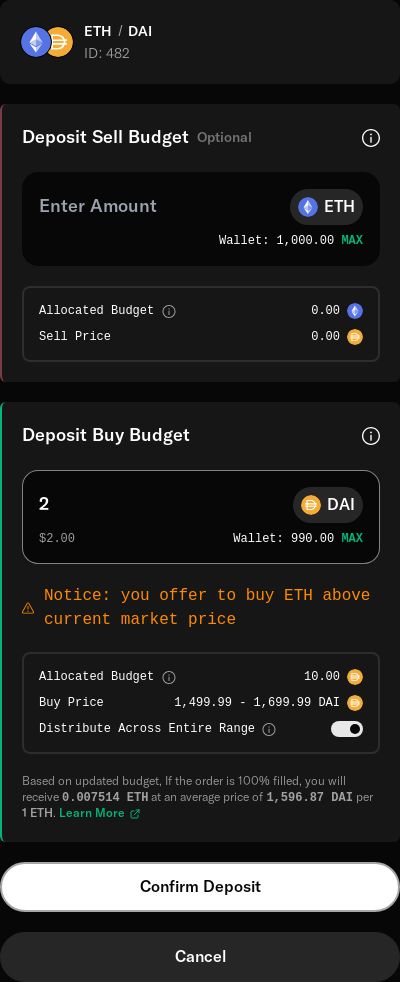 ETH / DAI
ID: 482
Deposit Sell Budget Optional
Enter Amount ETH
Wallet: 1,000.00 MAX
Allocated Budget 0.00
Sell Price 0.00
Deposit Buy Budget
2 DAI
$2.00 Wallet: 990.00 MAX
Notice: you offer to buy ETH above
current market price
Allocated Budget 10.00
Buy Price 1,499.99 - 1,699.99 DAI
Distribute Across Entire Range
Based on updated budget, If the order is 100% filled, you will
receive 0.007514 ETH at an average price of 1,596.87 DAI per
1 ETH. Learn More
Confirm Deposit
Cancel